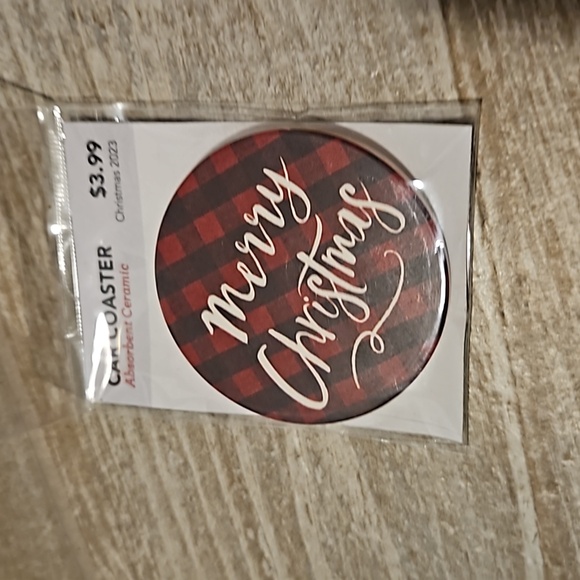 CAR COASTER $3.99
Absorbent Ceramic Christmas 2023
Merry
Christmas